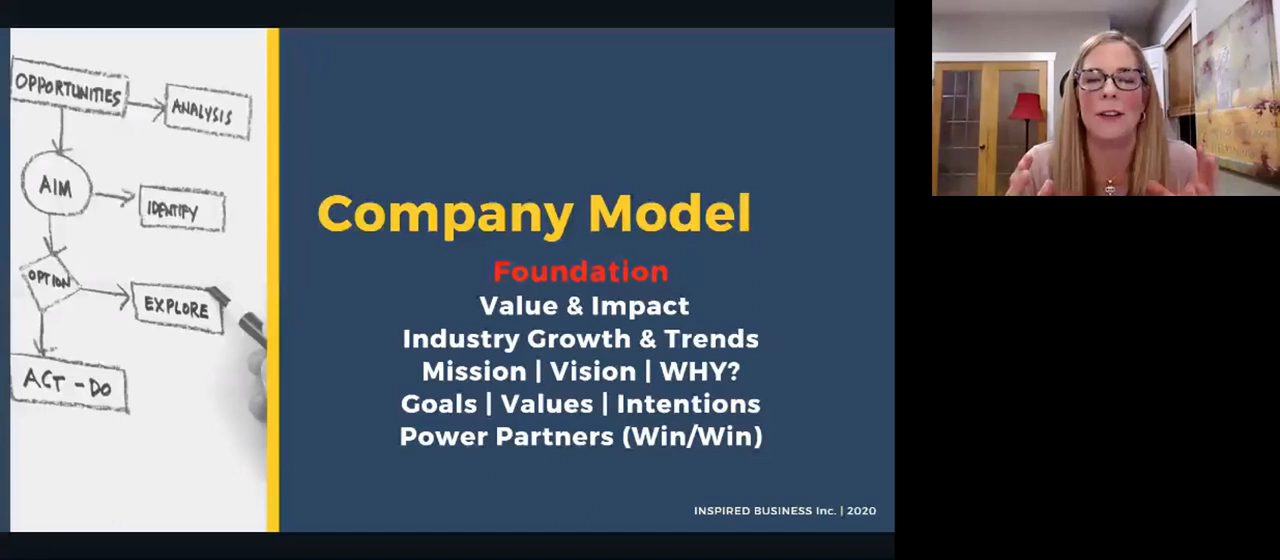 OPPORTUNITIES
ANALYSIS
AIM
IDENTIFY
OPTION
EXPLORE
ACT - DO
Company Model
Foundation
Value & Impact
Industry Growth & Trends
Mission | Vision | WHY?
Goals | Values | Intentions
Power Partners (Win/Win)
INSPIRED BUSINESS Inc. | 2020